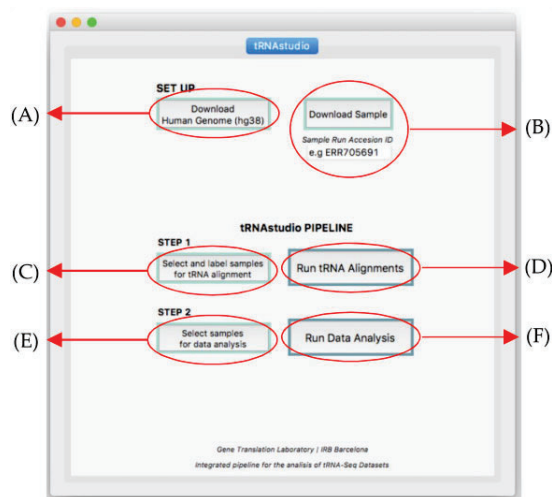 tRNAstudio
SET UP
(A)
Download
Human Genome (hg38)
Download Sample
Sample Run Accesion ID
e.g ERR705691
(B)
tRNAstudio PIPELINE
STEP 1
(C)
Select and label samples
for tRNA alignment
Run tRNA Alignments
(D)
STEP 2
(E)
Select samples
for data analysis
Run Data Analysis
(F)
Gene Translation Laboratory | IRB Barcelona
Integrated pipeline for the analisis of tRNA-Seq Datasets